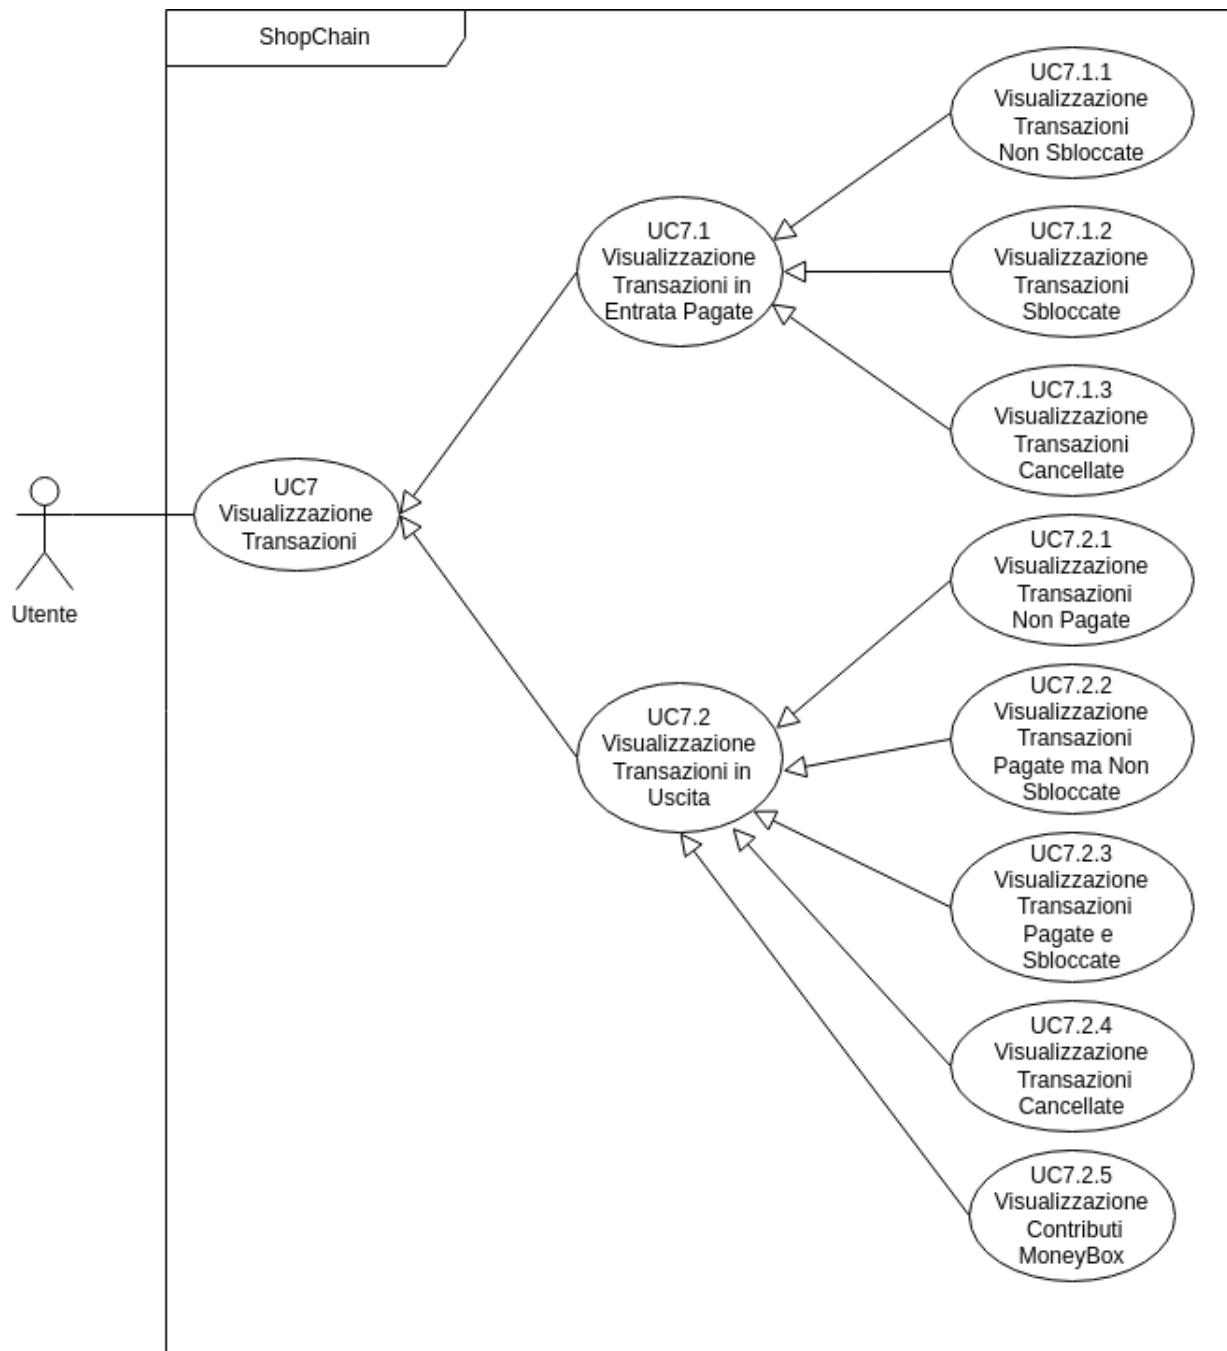 ShopChain
UC7.1.1
Visualizzazione
Transazioni
Non Sbloccate
UC7.1
Visualizzazione
Transazioni in
Entrata Pagate
UC7.1.2
Visualizzazione
Transazioni
Sbloccate
UC7.1.3
Visualizzazione
Transazioni
Cancellate
UC7
Visualizzazione
Transazioni
Utente
UC7.2.1
Visualizzazione
Transazioni
Non Pagate
UC7.2
Visualizzazione
Transazioni in
Uscita
UC7.2.2
Visualizzazione
Transazioni
Pagate ma Non
Sbloccate
UC7.2.3
Visualizzazione
Transazioni
Pagate e
Sbloccate
UC7.2.4
Visualizzazione
Transazioni
Cancellate
UC7.2.5
Visualizzazione
Contributi
MoneyBox